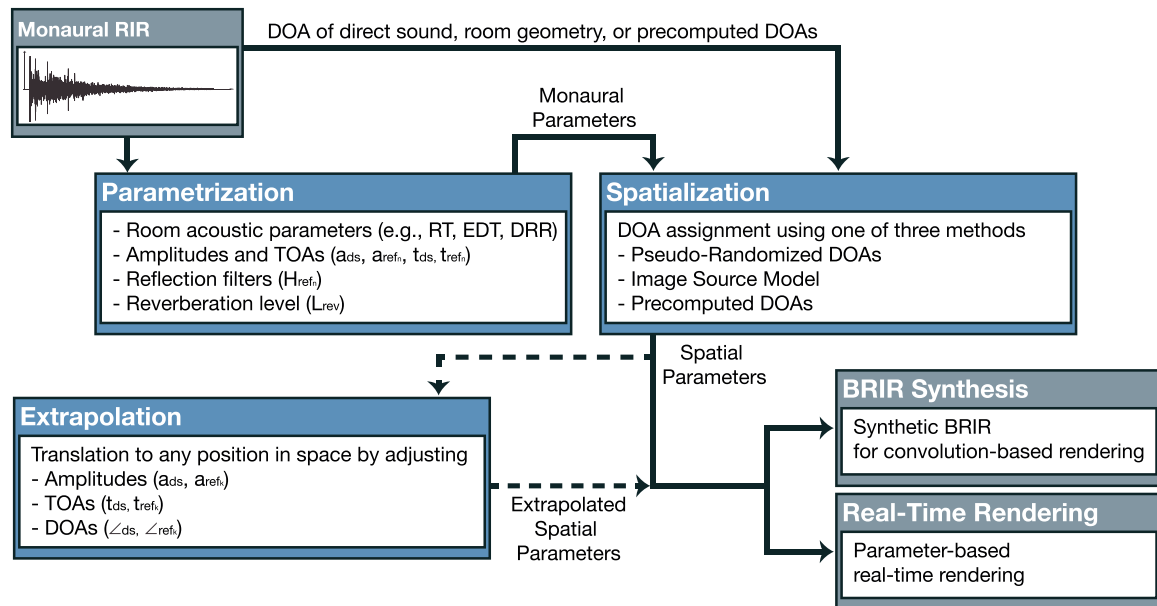 Monaural RIR
DOA of direct sound, room geometry, or precomputed DOAs
Monaural
Parameters
Parametrization
- Room acoustic parameters (e.g., RT, EDT, DRR)
- Amplitudes and TOAs (ads, arefn, tds, trefn)
- Reflection filters (Hrefn)
- Reverberation level (Lrev)
Spatialization
DOA assignment using one of three methods
- Pseudo-Randomized DOAs
- Image Source Model
- Precomputed DOAs
Spatial
Parameters
Extrapolation
Translation to any position in space by adjusting
- Amplitudes (ads, arefk)
- TOAs (tds, trefk)
- DOAs (∠ds, ∠refk)
Extrapolated
Spatial
Parameters
BRIR Synthesis
Synthetic BRIR
for convolution-based rendering
Real-Time Rendering
Parameter-based
real-time rendering